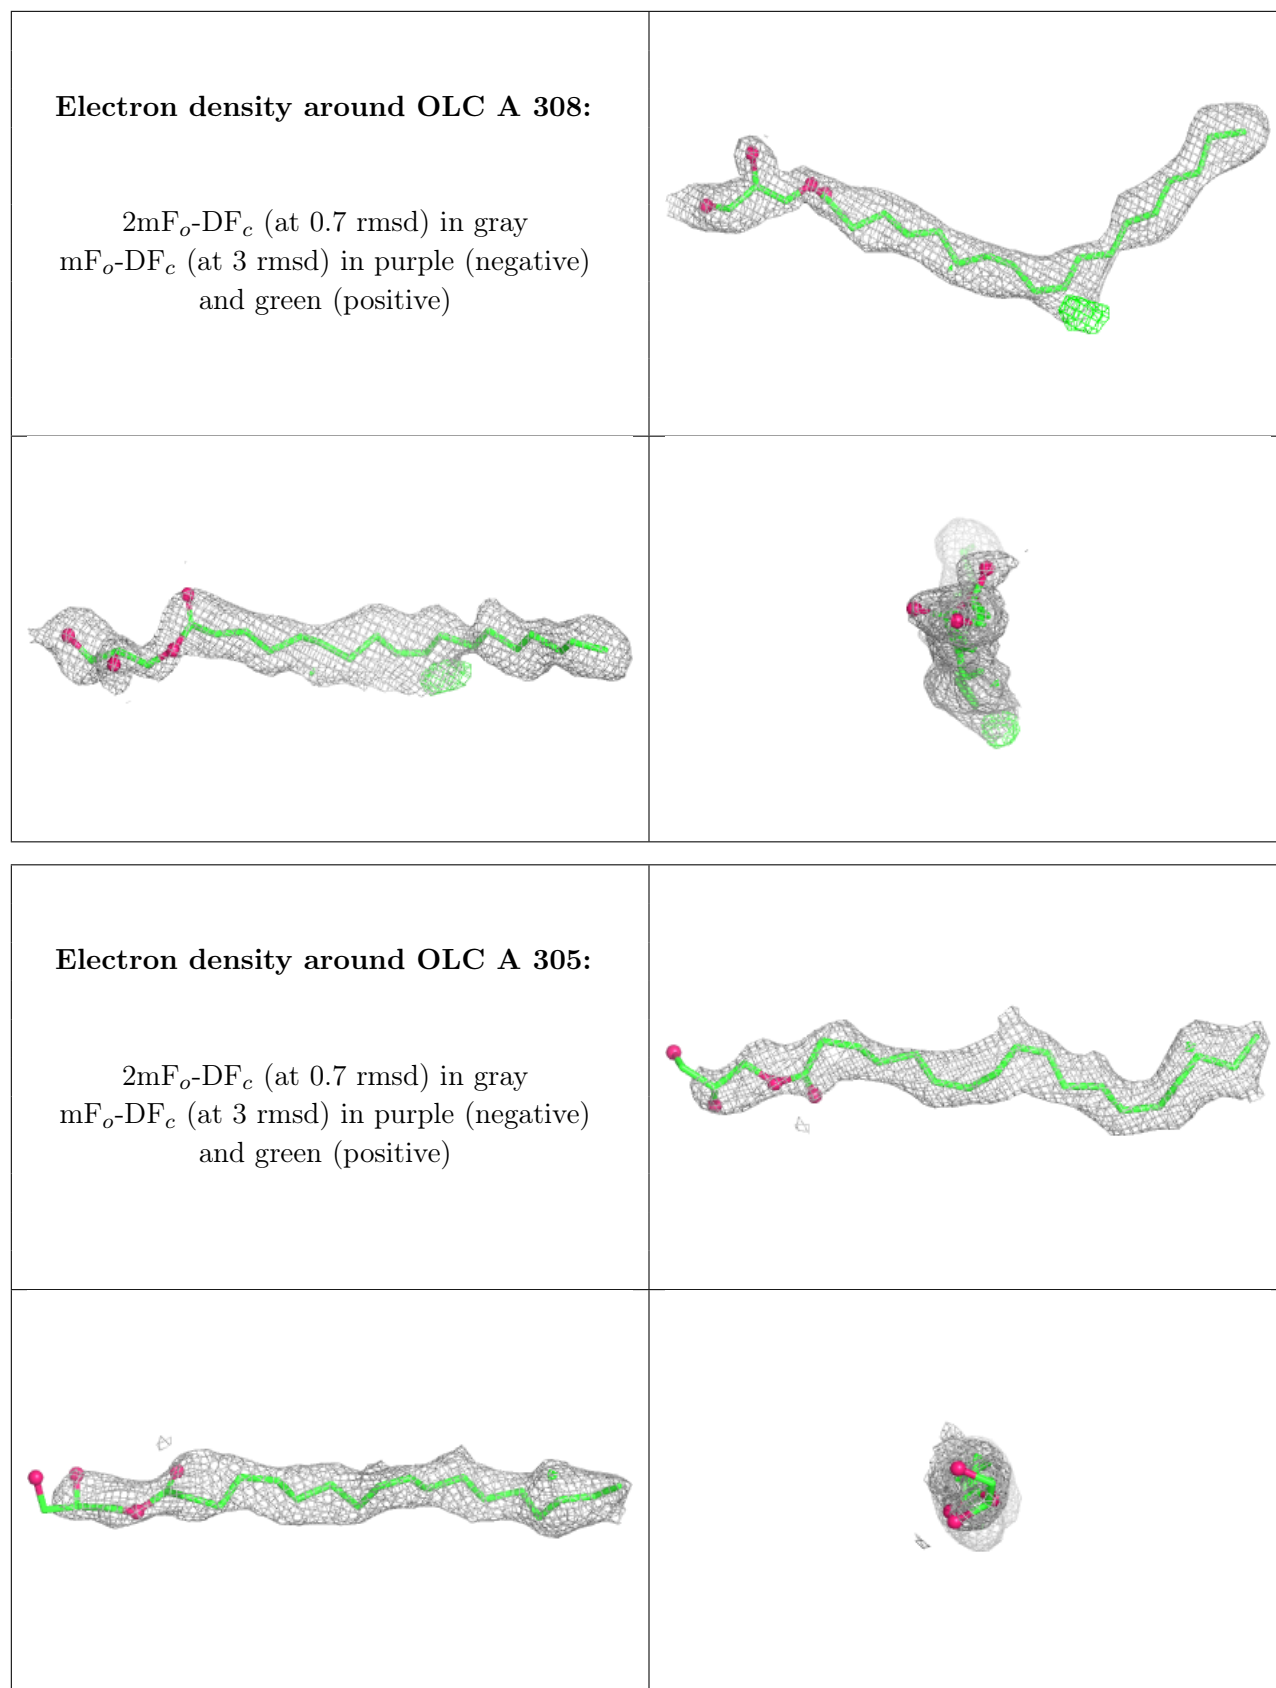 Electron density around OLC A 308:
2mFo-DFc (at 0.7 rmsd) in gray
mFo-DFc (at 3 rmsd) in purple (negative)
and green (positive)
Electron density around OLC A 305:
2mFo-DFc (at 0.7 rmsd) in gray
mFo-DFc (at 3 rmsd) in purple (negative)
and green (positive)